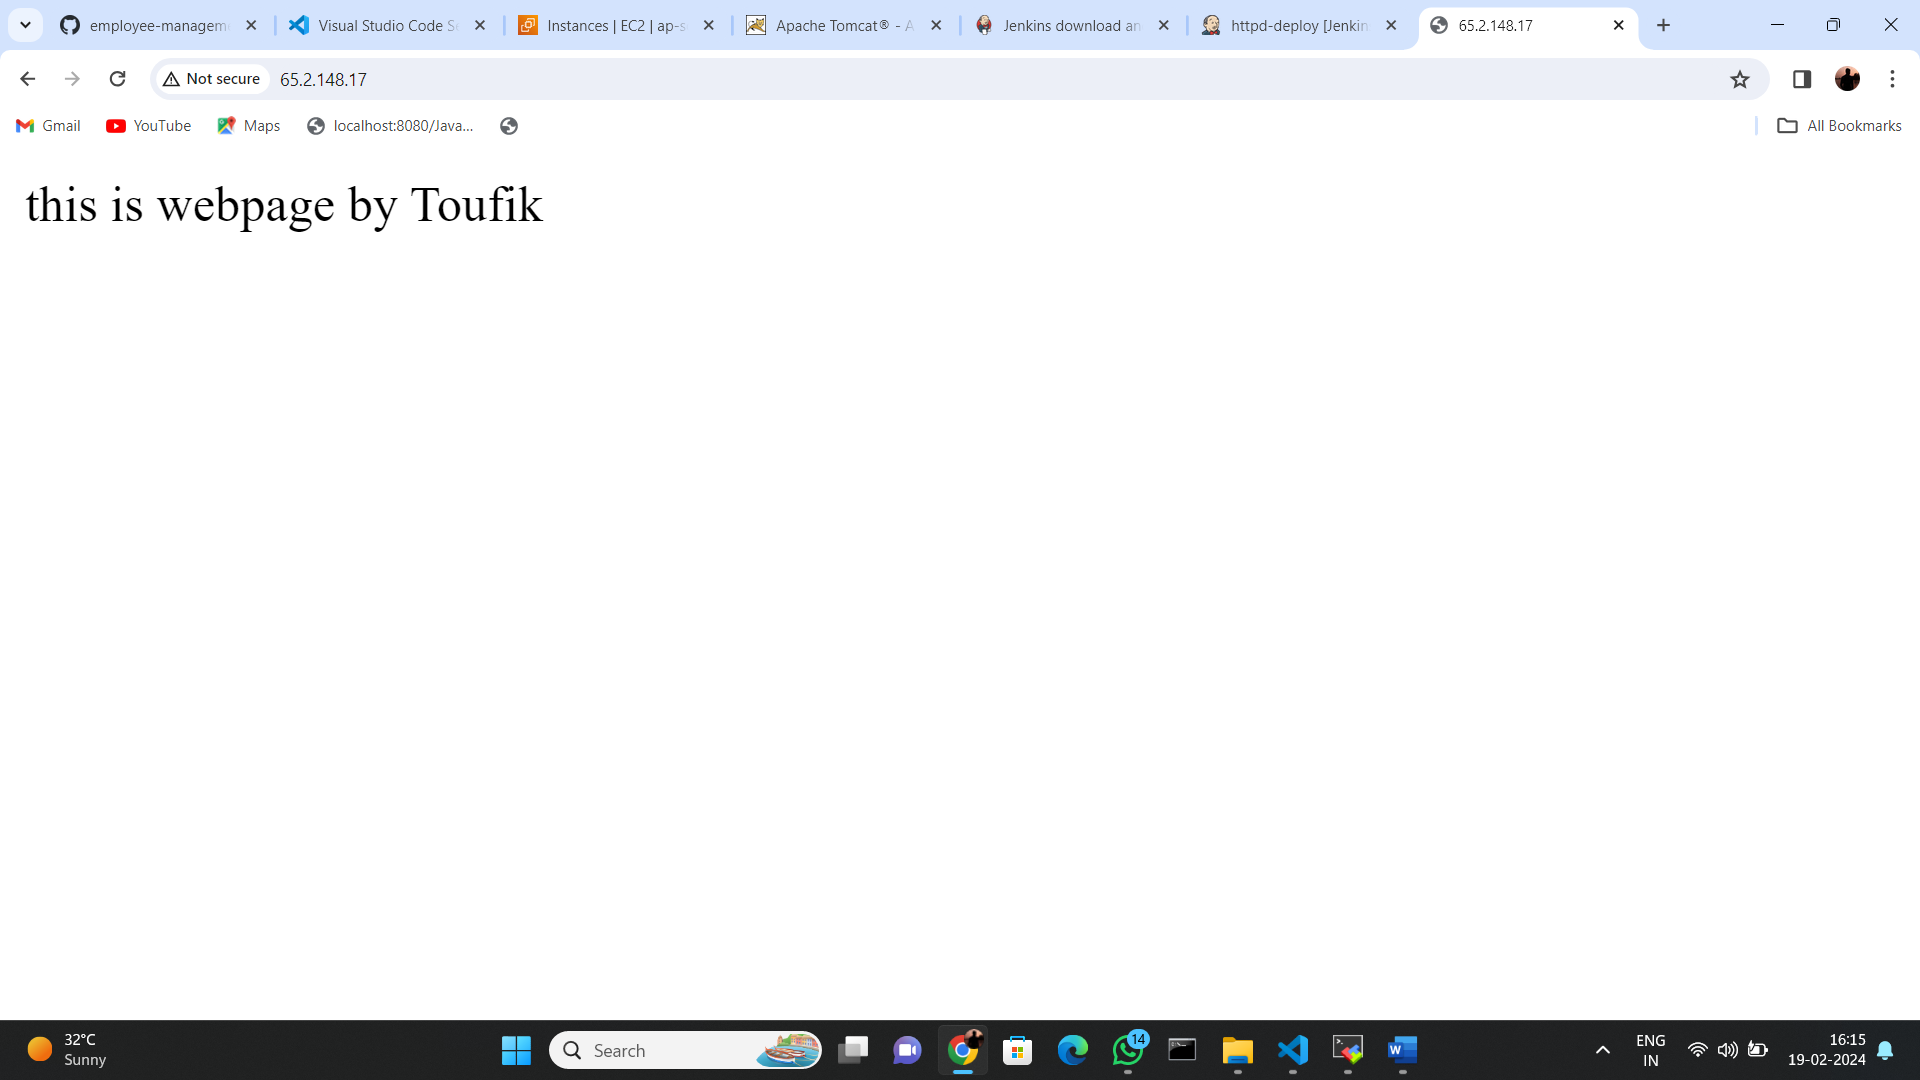 employee-managem
Visual Studio Code Se
Instances | EC2 | ap-s
Apache Tomcat® - A
Jenkins download an
httpd-deploy [Jenkin
65.2.148.17
Not secure
65.2.148.17
Gmail
YouTube
Maps
localhost:8080/Java...
All Bookmarks
this is webpage by Toufik
32°C
Sunny
Search
14
ENG
IN
16:15
19-02-2024